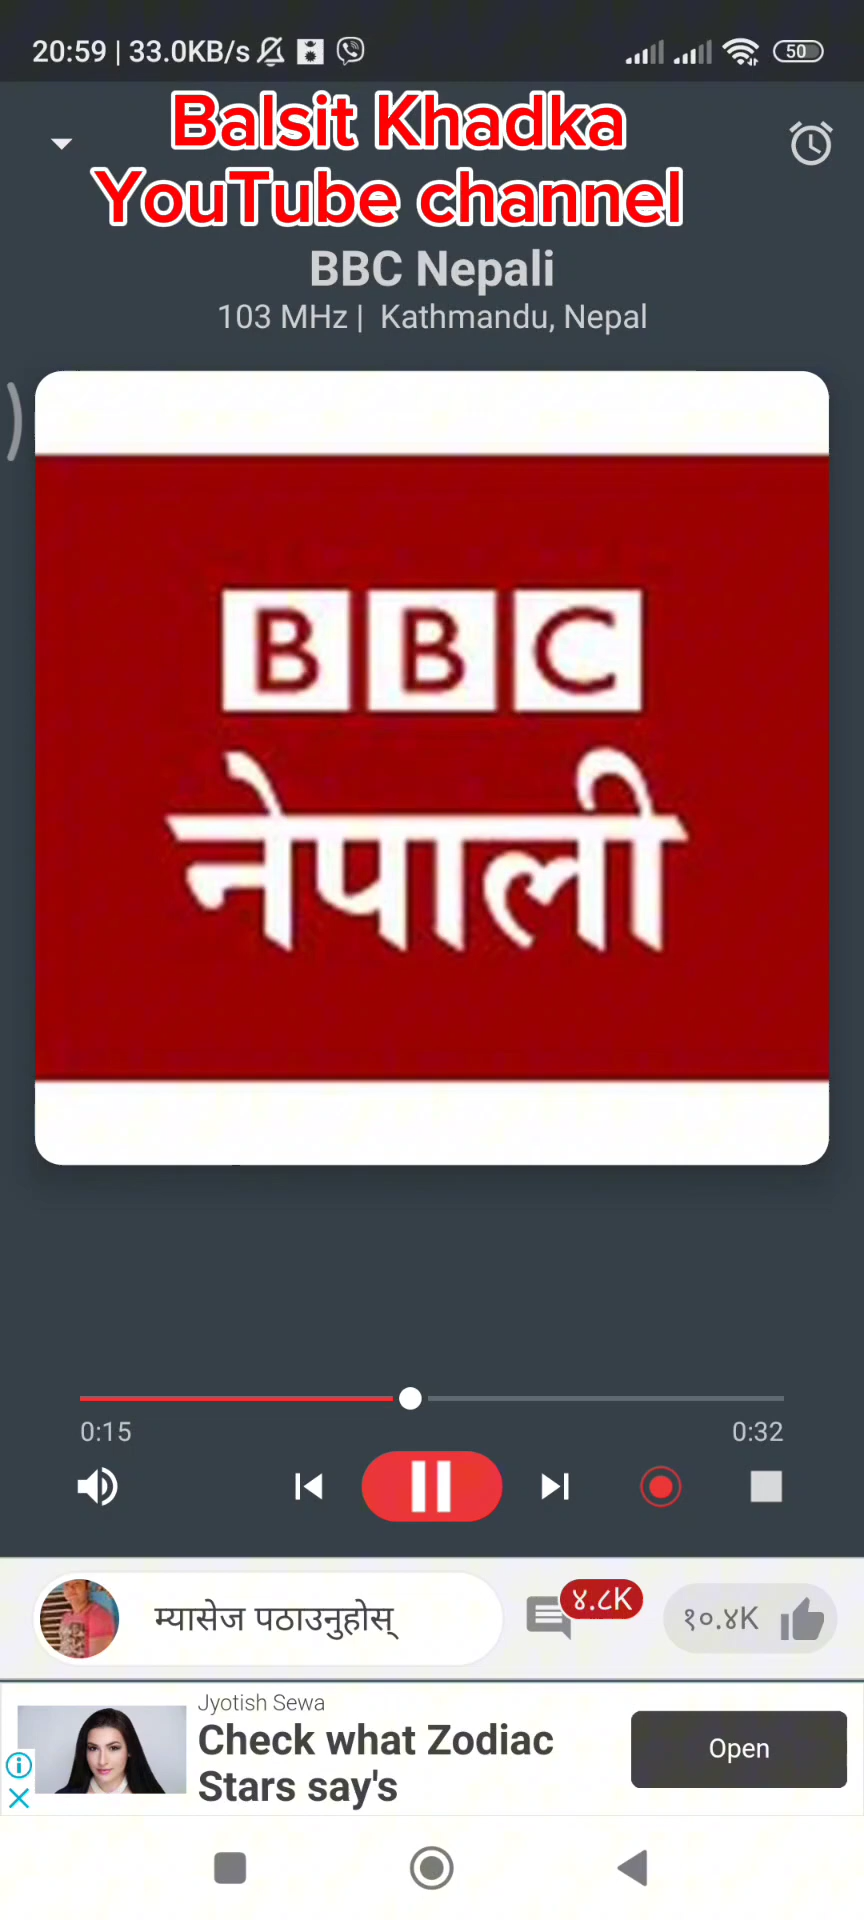 20:59 | 33.0KB/s
50
Balsit Khadka
YouTube channel
BBC Nepali
103 MHz | Kathmandu, Nepal
BBC
नेपाली
0:15
0:32
म्यासेज पठाउनुहोस्
४.८K
१०.४K
Jyotish Sewa
Check what Zodiac
Stars say's
Open